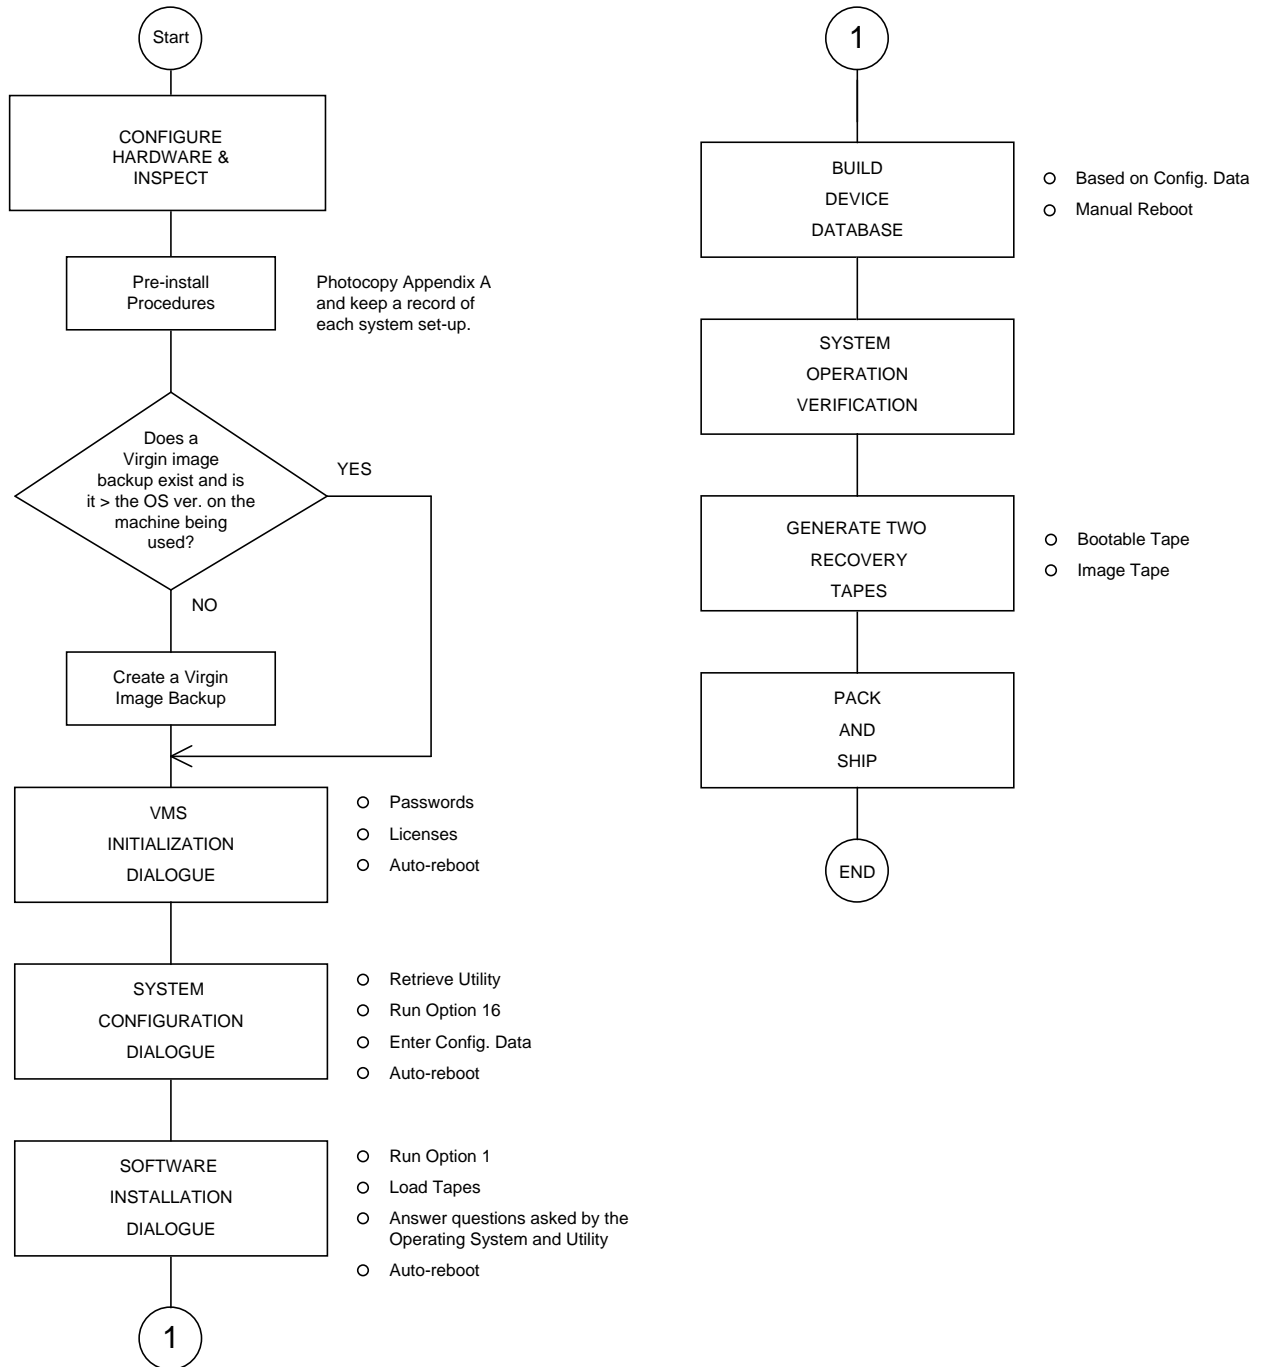 Start
CONFIGURE
HARDWARE &
INSPECT
Pre-install
Procedures
Photocopy Appendix A
and keep a record of
each system set-up.
Does a
Virgin image
backup exist and is
it > the OS ver. on the
machine being
used?
YES
NO
Create a Virgin
Image Backup
VMS
INITIALIZATION
DIALOGUE
Passwords
Licenses
Auto-reboot
SYSTEM
CONFIGURATION
DIALOGUE
Retrieve Utility
Run Option 16
Enter Config. Data
Auto-reboot
SOFTWARE
INSTALLATION
DIALOGUE
Run Option 1
Load Tapes
Answer questions asked by the
Operating System and Utility
Auto-reboot
1
1
BUILD
DEVICE
DATABASE
Based on Config. Data
Manual Reboot
SYSTEM
OPERATION
VERIFICATION
GENERATE TWO
RECOVERY
TAPES
Bootable Tape
Image Tape
PACK
AND
SHIP
END